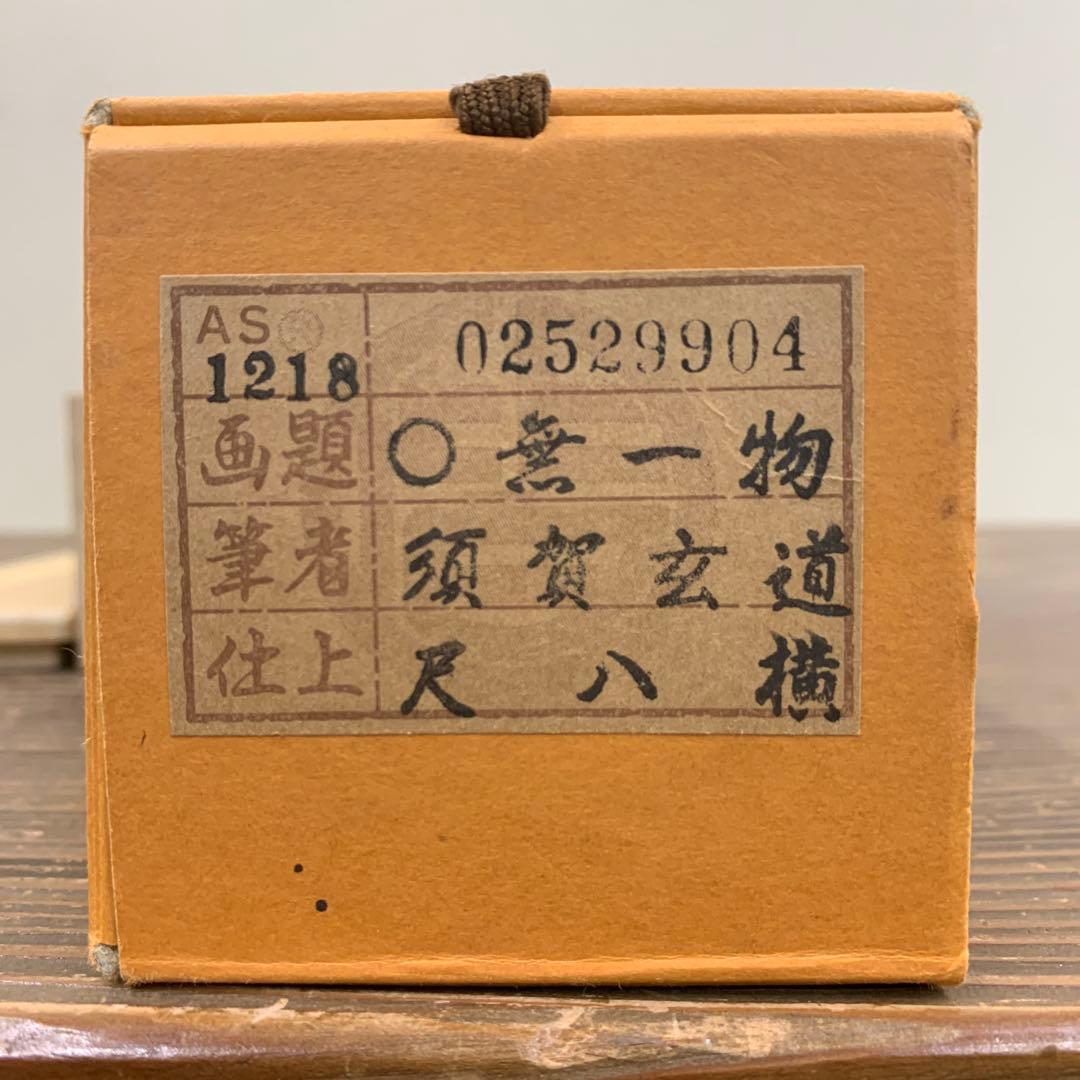 AS 02529904
1218
画題 〇無一物
筆者 須賀玄道
仕上 尺八横